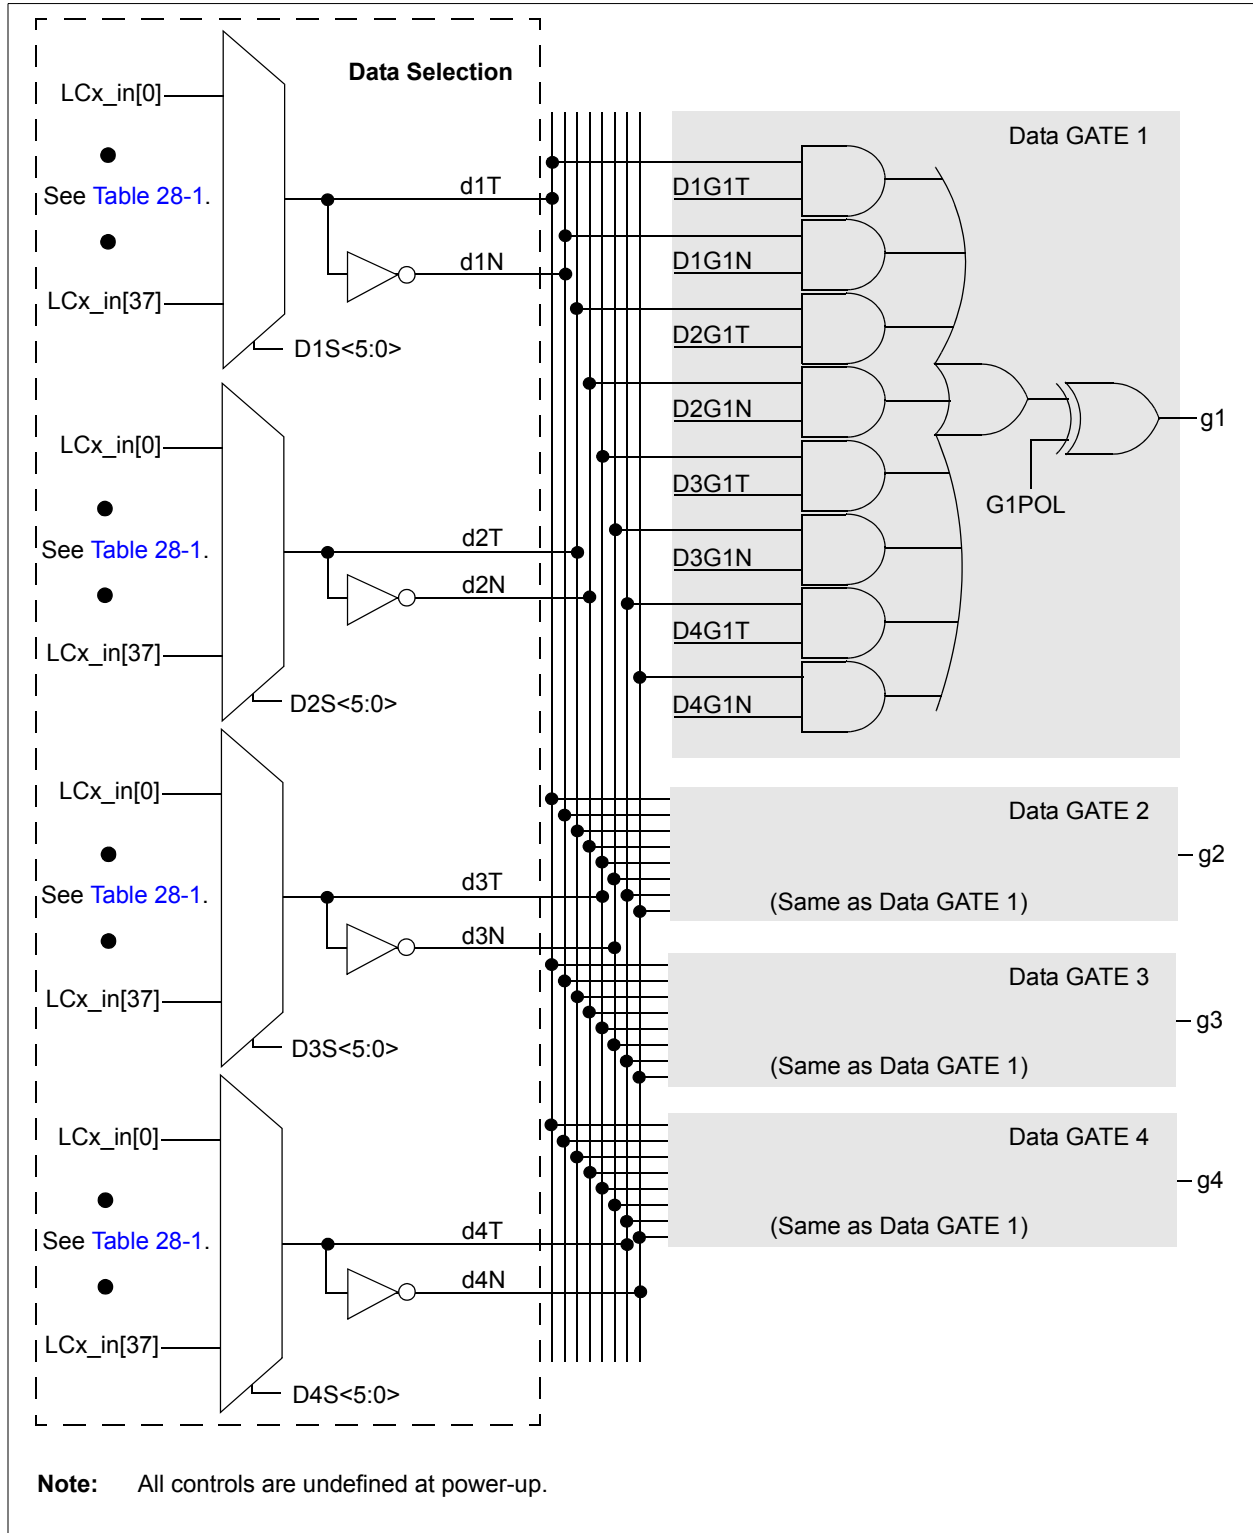 Data Selection
LCx_in[0]
See Table 28-1.
LCx_in[37]
D1S<5:0>
d1T
d1N
LCx_in[0]
See Table 28-1.
LCx_in[37]
D2S<5:0>
d2T
d2N
LCx_in[0]
See Table 28-1.
LCx_in[37]
D3S<5:0>
d3T
d3N
LCx_in[0]
See Table 28-1.
LCx_in[37]
D4S<5:0>
d4T
d4N
Data GATE 1
D1G1T
D1G1N
D2G1T
D2G1N
D3G1T
D3G1N
D4G1T
D4G1N
G1POL
g1
Data GATE 2
(Same as Data GATE 1)
g2
Data GATE 3
(Same as Data GATE 1)
g3
Data GATE 4
(Same as Data GATE 1)
g4
Note: All controls are undefined at power-up.